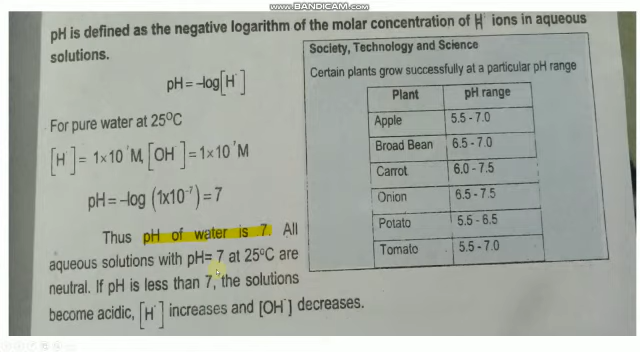 www.BANDICAM.com
pH is defined as the negative logarithm of the molar concentration of H˙ ions in aqueous
solutions.
pH = -log[H˙]
For pure water at 25°C
[H˙] = 1×10⁻⁷M, [OH˙] = 1×10⁻⁷M
pH = -log (1x10⁻⁷) = 7
Thus pH of water is 7. All
aqueous solutions with pH= 7 at 25°C are
neutral. If pH is less than 7, the solutions
become acidic, [H˙] increases and [OH˙] decreases.
Society, Technology and Science
Certain plants grow successfully at a particular pH range
Plant pH range
Apple 5.5 - 7.0
Broad Bean 6.5 - 7.0
Carrot 6.0 - 7.5
Onion 6.5 - 7.5
Potato 5.5 - 6.5
Tomato 5.5 - 7.0